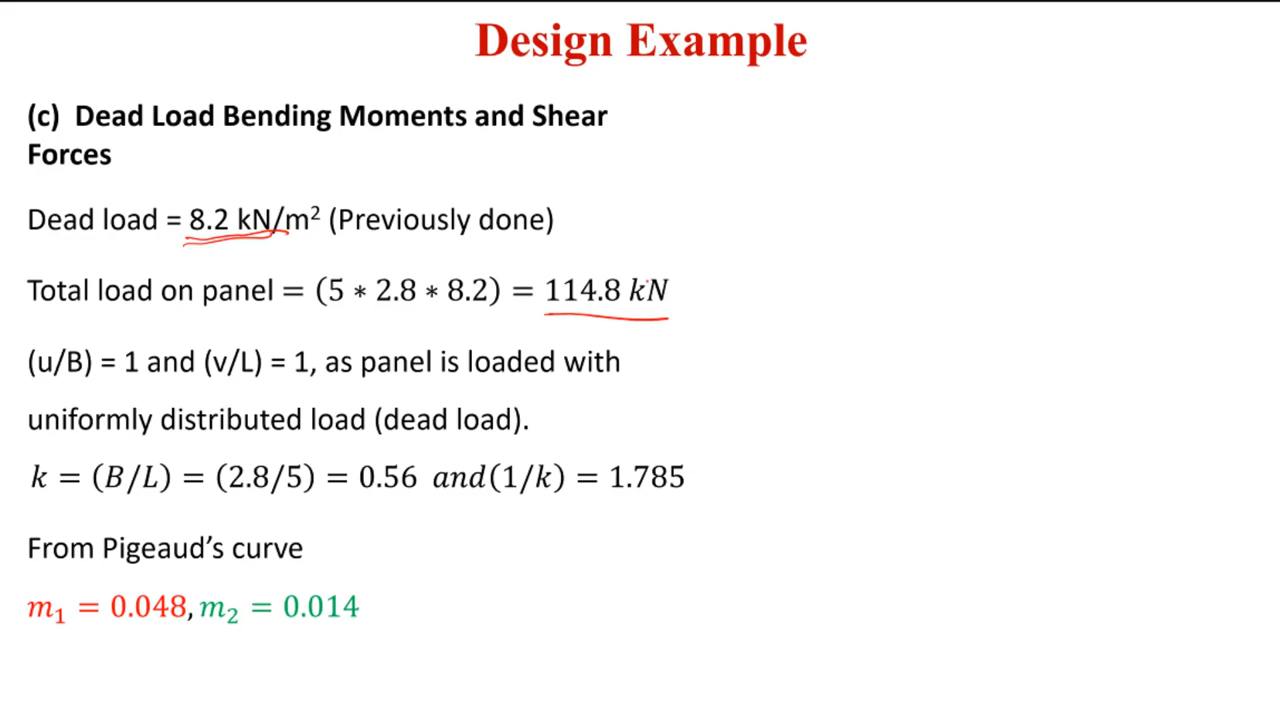 Design Example
(c) Dead Load Bending Moments and Shear
Forces
Dead load = 8.2 kN/m² (Previously done)
Total load on panel = (5 ∗ 2.8 ∗ 8.2) = 114.8 kN
(u/B) = 1 and (v/L) = 1, as panel is loaded with
uniformly distributed load (dead load).
k = (B/L) = (2.8/5) = 0.56 and(1/k) = 1.785
From Pigeaud’s curve
m₁ = 0.048, m₂ = 0.014